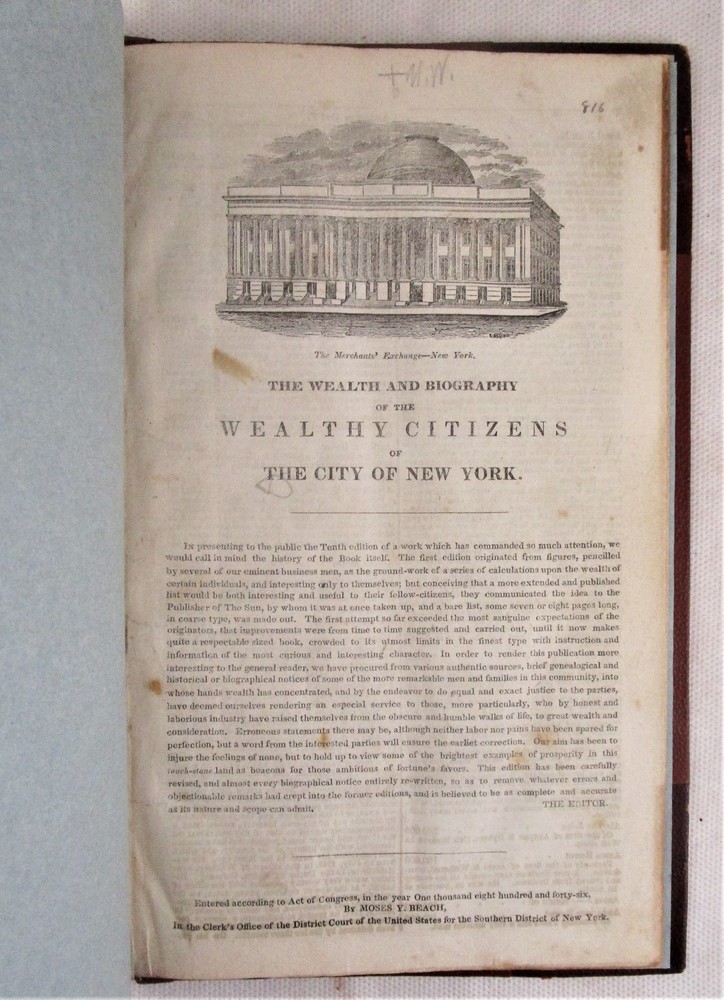 816
The Merchants' Exchange—New York.
THE WEALTH AND BIOGRAPHY
OF THE
WEALTHY CITIZENS
OF
THE CITY OF NEW YORK.
In presenting to the public the Tenth edition of a work which has commanded so much attention, we
would call in mind the history of the Book itself. The first edition originated from figures, pencilled
by several of our eminent business men, as the ground-work of a series of calculations upon the wealth of
certain individuals, and interesting only to themselves; but conceiving that a more extended and published
list would be both interesting and useful to their fellow-citizens, they communicated the idea to the
Publisher of The Sun, by whom it was at once taken up, and a bare list, some seven or eight pages long,
in coarse type, was made out. The first attempt so far exceeded the most sanguine expectations of the
originators, that improvements were from time to time suggested and carried out, until it now makes
quite a respectable sized book, crowded to its utmost limits in the finest type with instruction and
information of the most curious and interesting character. In order to render this publication more
interesting to the general reader, we have procured from various authentic sources, brief genealogical and
historical or biographical notices of some of the more remarkable men and families in this community, into
whose hands wealth has concentrated, and by the endeavor to do equal and exact justice to the parties,
have deemed ourselves rendering an especial service to those, more particularly, who by honest and
laborious industry have raised themselves from the obscure and humble walks of life, to great wealth and
consideration. Erroneous statements there may be, although neither labor nor pains have been spared for
perfection, but a word from the interested parties will ensure the earliet correction. Our aim has been to
injure the feelings of none, but to hold up to view some of the brightest examples of prosperity in this
touch-stone land as beacons for those ambitious of fortune's favors. This edition has been carefully
revised, and almost every biographical notice entirely re-written, so as to remove whatever errors and
objectionable remarks had crept into the former editions, and is believed to be as complete and accurate
as its nature and scope can admit. THE EDITOR.
Entered according to Act of Congress, in the year One thousand eight hundred and forty-six,
By MOSES Y. BEACH,
In the Clerk's Office of the District Court of the United States for the Southern District of New York.